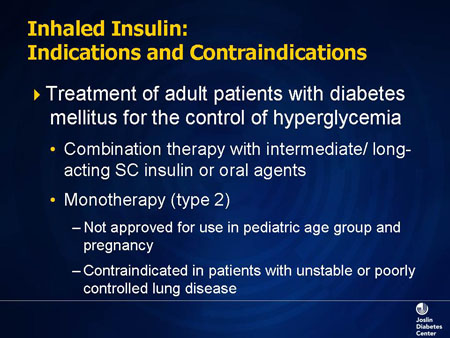 Inhaled Insulin:
Indications and Contraindications
Treatment of adult patients with diabetes
mellitus for the control of hyperglycemia
• Combination therapy with intermediate/ long-
acting SC insulin or oral agents
• Monotherapy (type 2)
– Not approved for use in pediatric age group and
pregnancy
– Contraindicated in patients with unstable or poorly
controlled lung disease
Joslin
Diabetes
Center